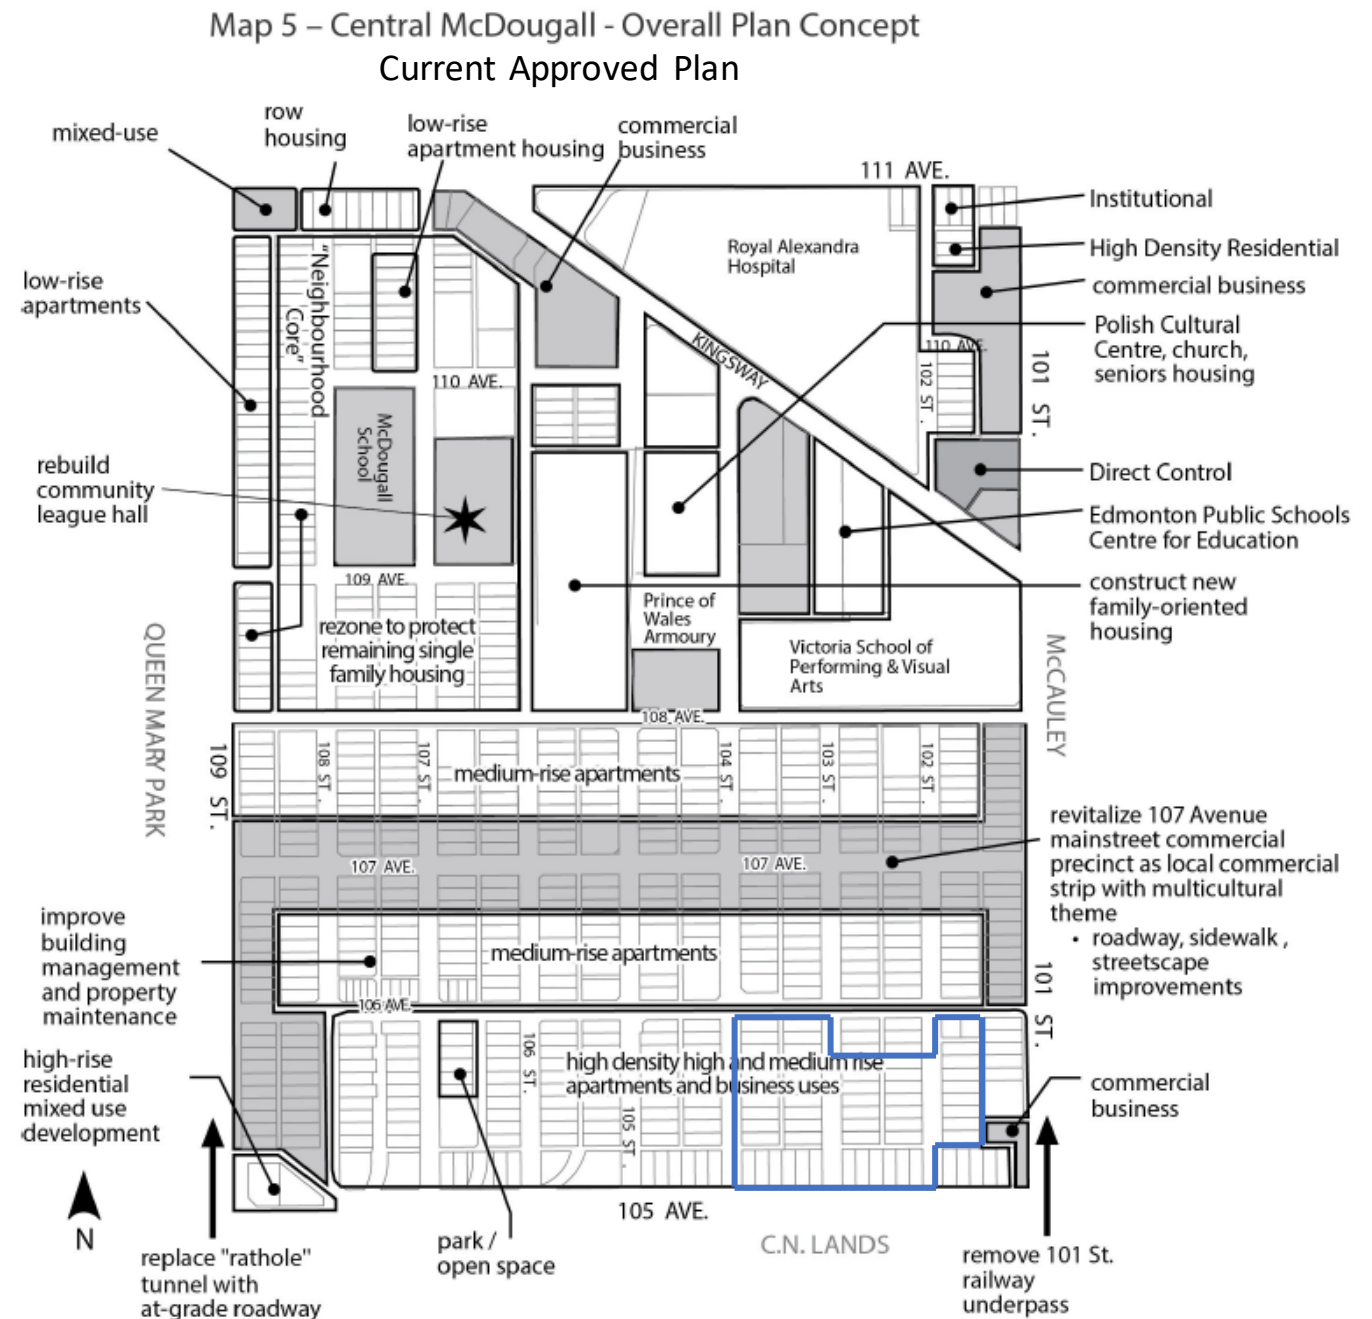 Map 5 – Central McDougall - Overall Plan Concept
Current Approved Plan
mixed-use
row
housing
low-rise
apartment housing
commercial
business
111 AVE.
Institutional
High Density Residential
commercial business
Polish Cultural
Centre, church,
seniors housing
Royal Alexandra
Hospital
"Neighbourhood
Core"
low-rise
apartments
KINGSWAY
110 AVE.
110 AVE.
102 ST.
101 ST.
McDougall
School
rebuild
community
league hall
Direct Control
Edmonton Public Schools
Centre for Education
construct new
family-oriented
housing
109 AVE.
rezone to protect
remaining single
family housing
Prince of
Wales
Armoury
Victoria School of
Performing & Visual
Arts
QUEEN MARY PARK
McCAULEY
108 AVE.
109 ST.
108 ST.
107 ST.
medium-rise apartments
104 ST.
103 ST.
102 ST.
107 AVE.
107 AVE.
revitalize 107 Avenue
mainstreet commercial
precinct as local commercial
strip with multicultural
theme
• roadway, sidewalk ,
streetscape
improvements
improve
building
management
and property
maintenance
medium-rise apartments
106 AVE.
101 ST.
high-rise
residential
mixed use
development
106 ST.
high density high and medium rise
apartments and business uses
105 ST.
commercial
business
105 AVE.
N
replace "rathole"
tunnel with
at-grade roadway
park /
open space
C.N. LANDS
remove 101 St.
railway
underpass